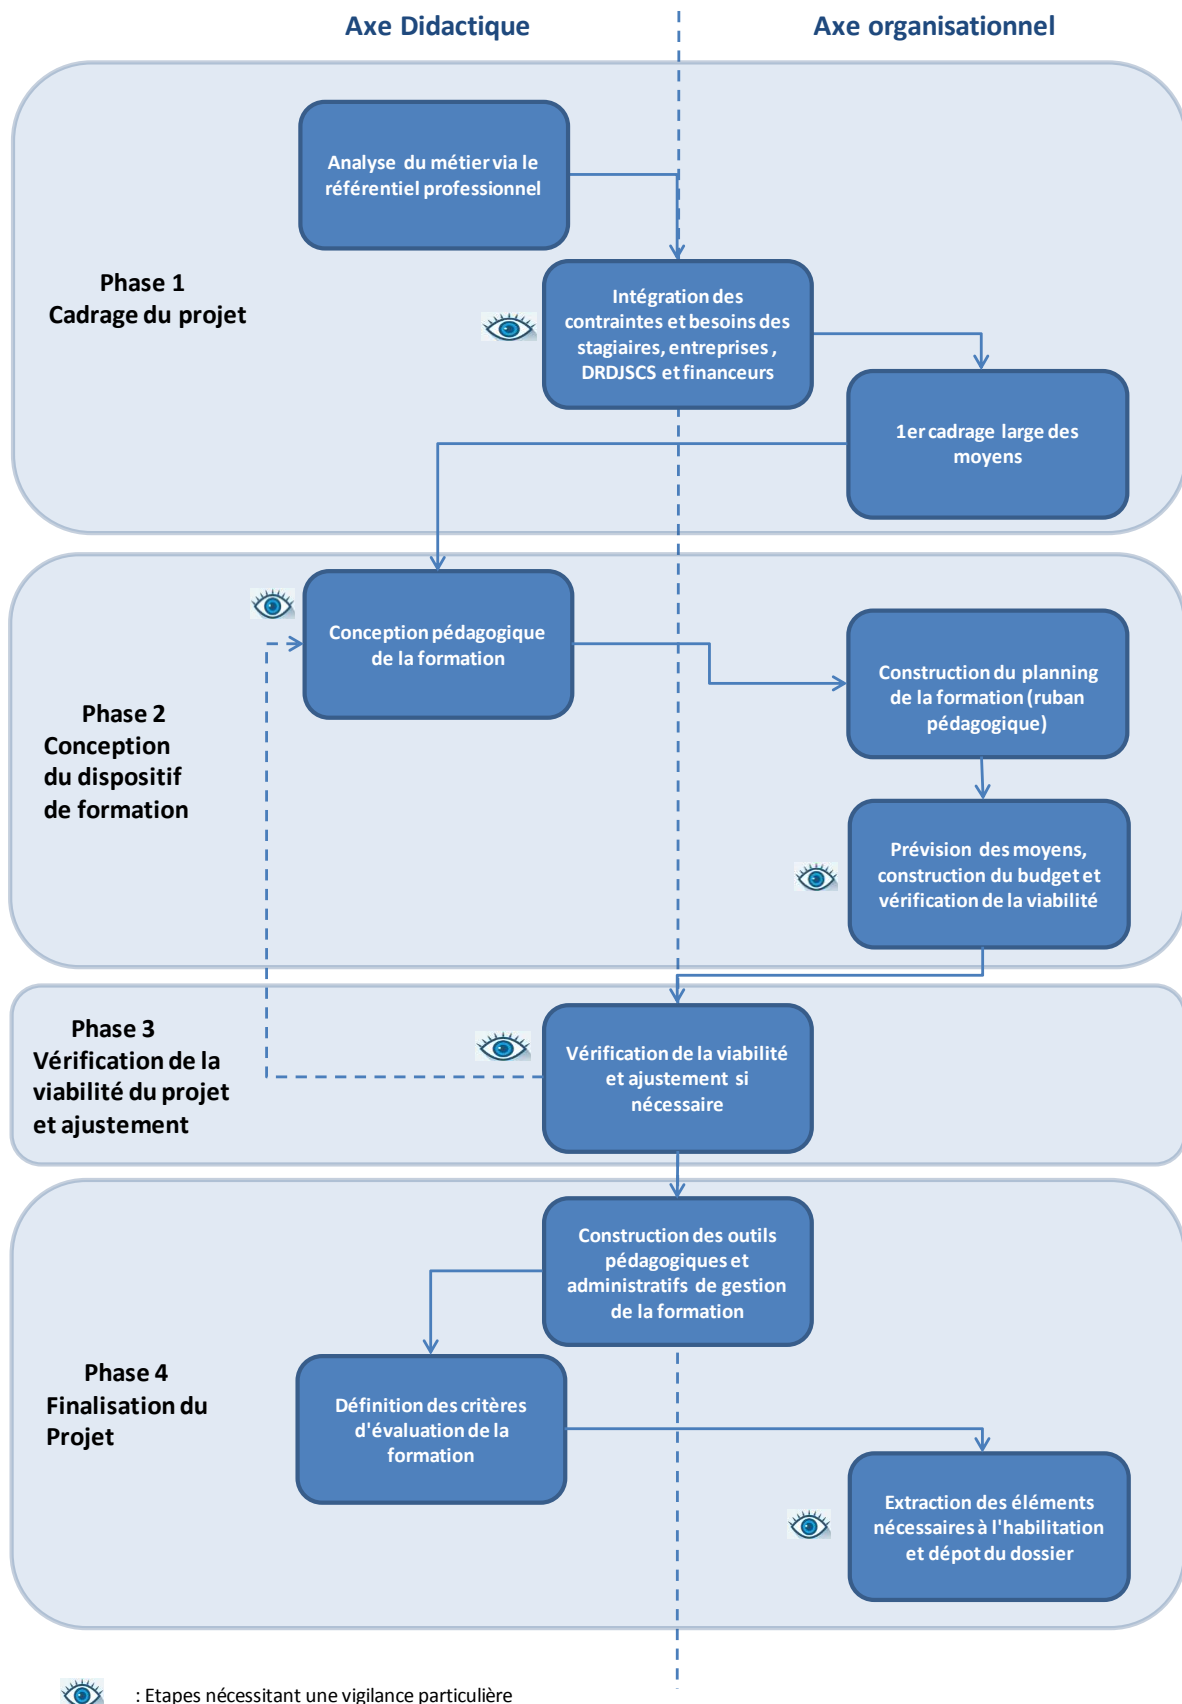 Axe Didactique
Axe organisationnel
Analyse du métier via le
référentiel professionnel
Phase 1
Cadrage du projet
Intégration des
contraintes et besoins des
stagiaires, entreprises ,
DRDJSCS et financeurs
1er cadrage large des
moyens
Conception pédagogique
de la formation
Construction du planning
de la formation (ruban
pédagogique)
Phase 2
Conception
du dispositif
de formation
Prévision des moyens,
construction du budget et
vérification de la viabilité
Phase 3
Vérification de la
viabilité du projet
et ajustement
Vérification de la viabilité
et ajustement si
nécessaire
Construction des outils
pédagogiques et
administratifs de gestion
de la formation
Phase 4
Finalisation du
Projet
Définition des critères
d'évaluation de la
formation
Extraction des éléments
nécessaires à l'habilitation
et dépot du dossier
: Etapes nécessitant une vigilance particulière